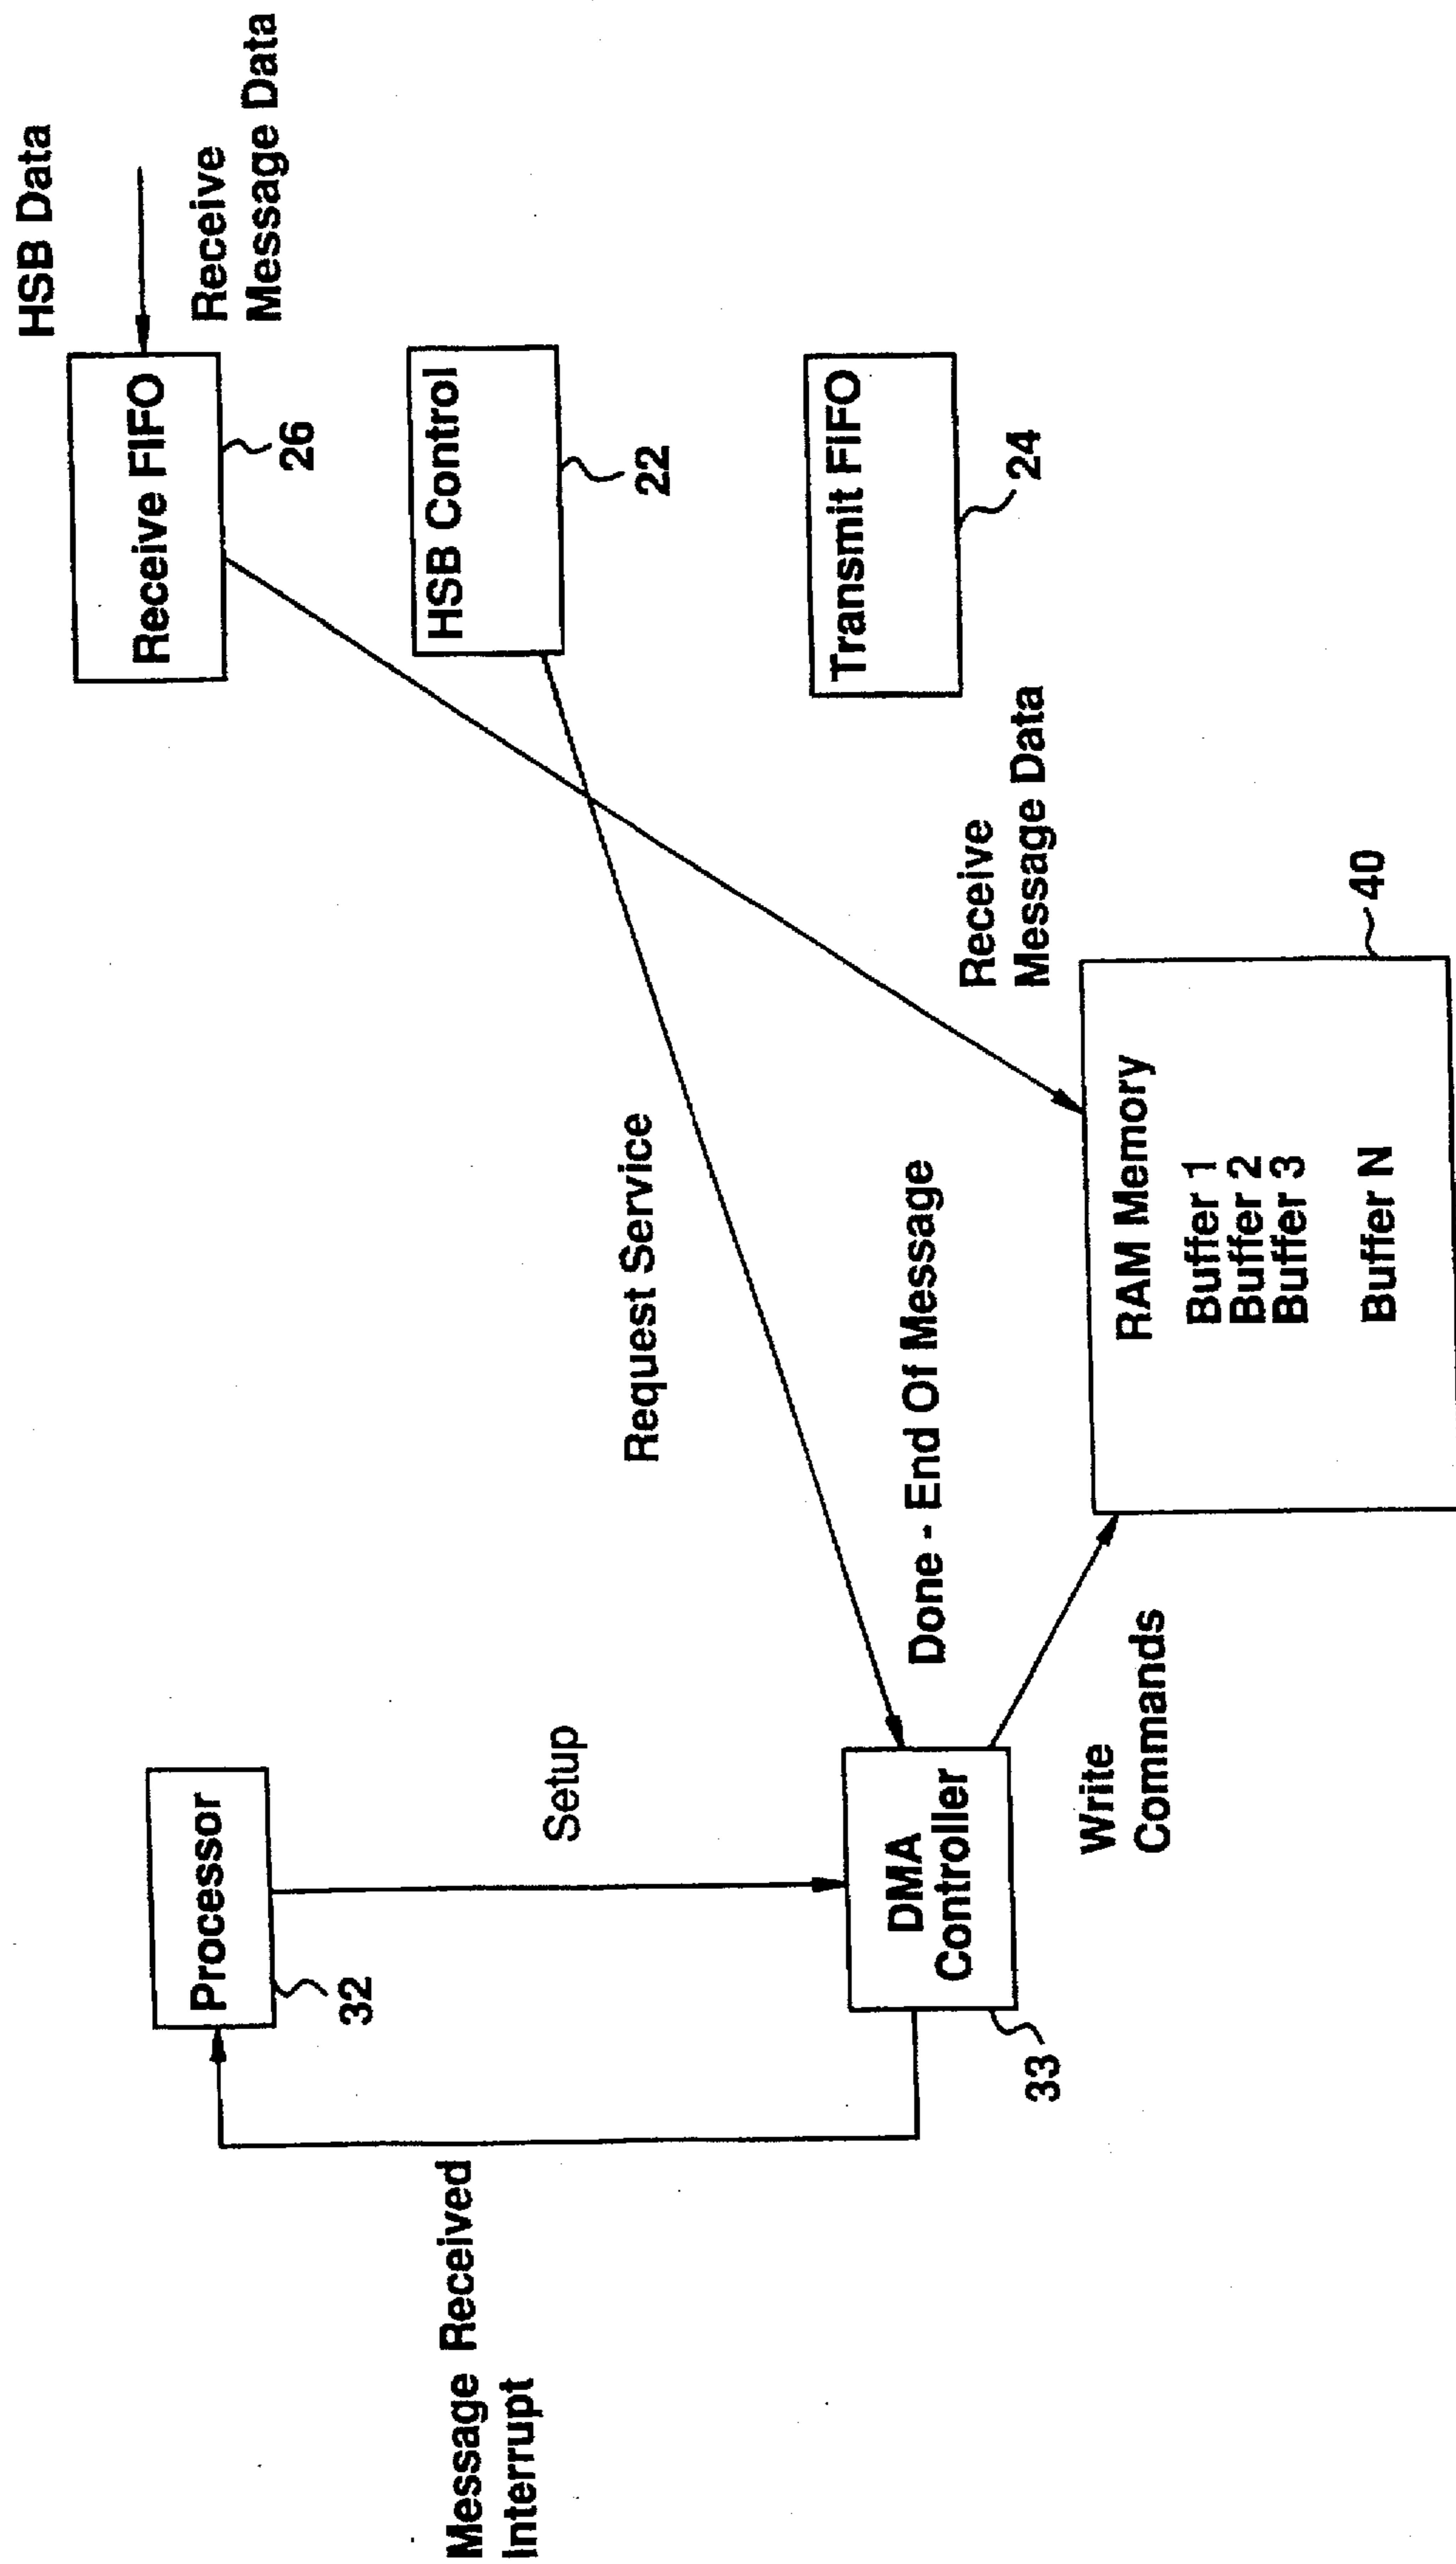 HSB Data
Receive
Message Data
Receive FIFO
26
HSB Control
22
Transmit FIFO
24
Processor
32
Setup
Message Received
Interrupt
Request Service
Done - End Of Message
DMA
Controller
33
Write
Commands
Receive
Message Data
RAM Memory
Buffer 1
Buffer 2
Buffer 3
Buffer N
40